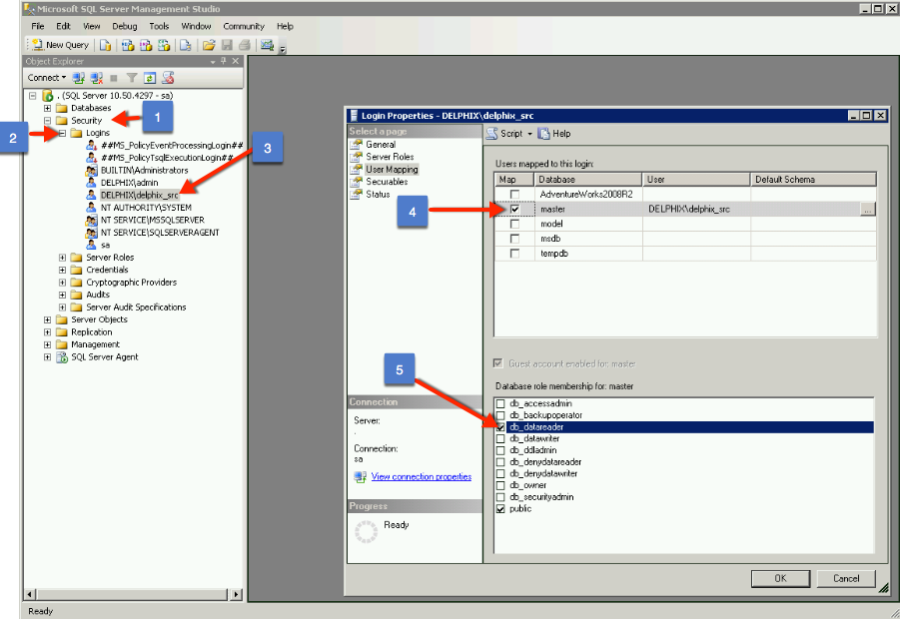 Microsoft SQL Server Management Studio
File Edit View Debug Tools Window Community Help
New Query
Object Explorer
Connect
. (SQL Server 10.50.4297 - sa)
Databases
Security
1
2
Logins
##MS_PolicyEventProcessingLogin##
##MS_PolicyTsqlExecutionLogin##
3
BUILTIN\Administrators
DELPHIX\admin
DELPHIX\delphix_src
NT AUTHORITY\SYSTEM
NT SERVICE\MSSQLSERVER
NT SERVICE\SQLSERVERAGENT
sa
Server Roles
Credentials
Cryptographic Providers
Audits
Server Audit Specifications
Server Objects
Replication
Management
SQL Server Agent
Login Properties - DELPHIX\delphix_src
Select a page
General
Server Roles
User Mapping
Securables
Status
4
5
Connection
Server:
.
Connection:
sa
View connection properties
Progress
Ready
Script Help
Users mapped to this login:
Map Database User Default Schema
AdventureWorks2008R2
master DELPHIX\delphix_src ...
model
msdb
tempdb
Guest account enabled for: master
Database role membership for: master
db_accessadmin
db_backupoperator
db_datareader
db_datawriter
db_ddladmin
db_denydatareader
db_denydatawriter
db_owner
db_securityadmin
public
OK Cancel
Ready